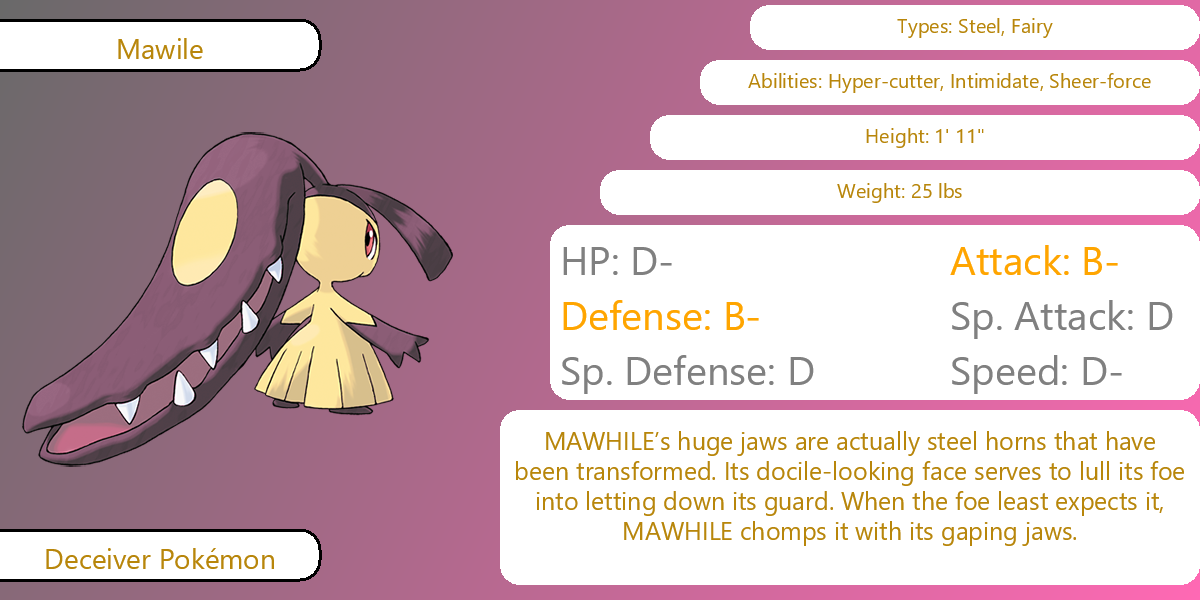 Mawile
Types: Steel, Fairy
Abilities: Hyper-cutter, Intimidate, Sheer-force
Height: 1' 11"
Weight: 25 lbs
HP: D-
Attack: B-
Defense: B-
Sp. Attack: D
Sp. Defense: D
Speed: D-
MAWHILE’s huge jaws are actually steel horns that have
been transformed. Its docile-looking face serves to lull its foe
into letting down its guard. When the foe least expects it,
MAWHILE chomps it with its gaping jaws.
Deceiver Pokémon